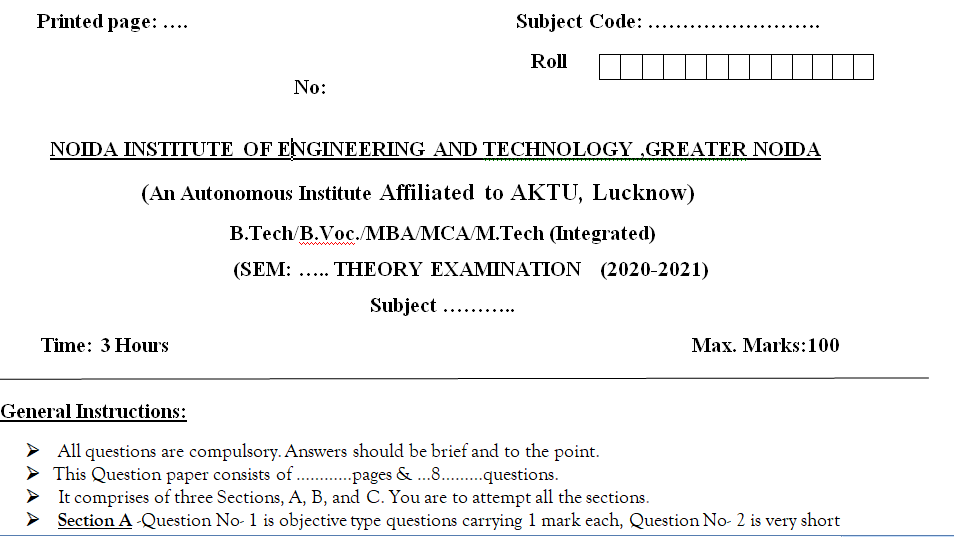 Printed page: ....
Subject Code: ...........................
Roll
No:
NOIDA INSTITUTE OF ENGINEERING AND TECHNOLOGY ,GREATER NOIDA
(An Autonomous Institute Affiliated to AKTU, Lucknow)
B.Tech/B.Voc./MBA/MCA/M.Tech (Integrated)
(SEM: ..... THEORY EXAMINATION (2020-2021)
Subject ...........
Time: 3 Hours
Max. Marks:100
General Instructions:
➢ All questions are compulsory. Answers should be brief and to the point.
➢ This Question paper consists of ............pages & ...8.........questions.
➢ It comprises of three Sections, A, B, and C. You are to attempt all the sections.
➢ Section A -Question No- 1 is objective type questions carrying 1 mark each, Question No- 2 is very short